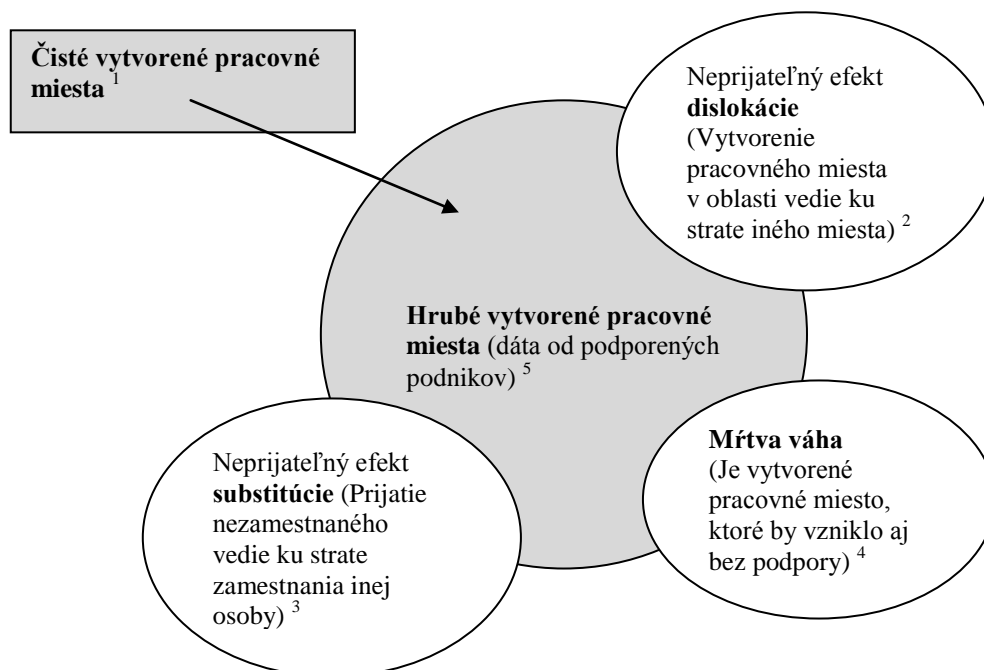 Čisté vytvorené pracovné
miesta 1
Neprijateľný efekt
dislokácie
(Vytvorenie
pracovného miesta
v oblasti vedie ku
strate iného miesta) 2
Hrubé vytvorené pracovné
miesta (dáta od podporených
podnikov) 5
Mŕtva váha
(Je vytvorené
pracovné miesto,
ktoré by vzniklo aj
bez podpory) 4
Neprijateľný efekt
substitúcie (Prijatie
nezamestnaného
vedie ku strate
zamestnania inej
osoby) 3